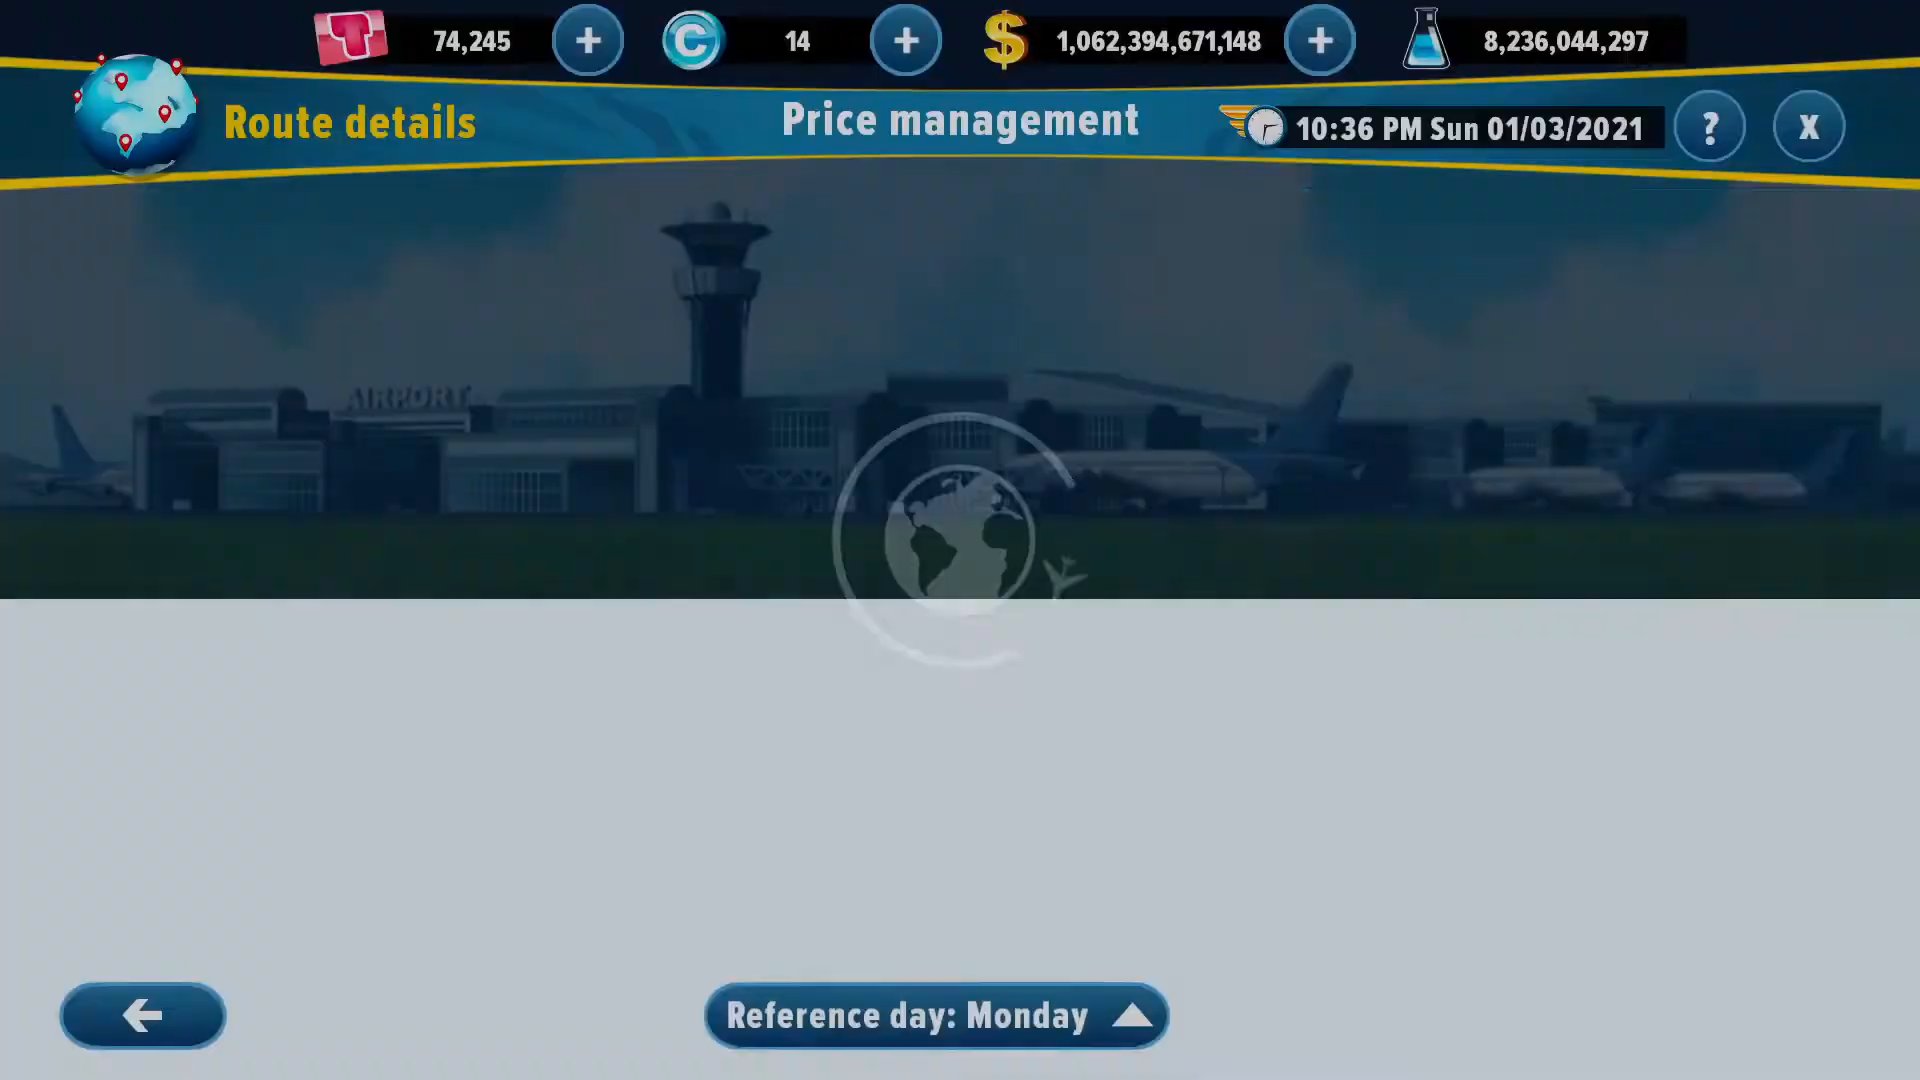 74,245
C
14
$
1,062,394,671,148
8,236,044,297
Route details
Price management
10:36 PM Sun 01/03/2021
?
X
AIRPORT
Reference day: Monday